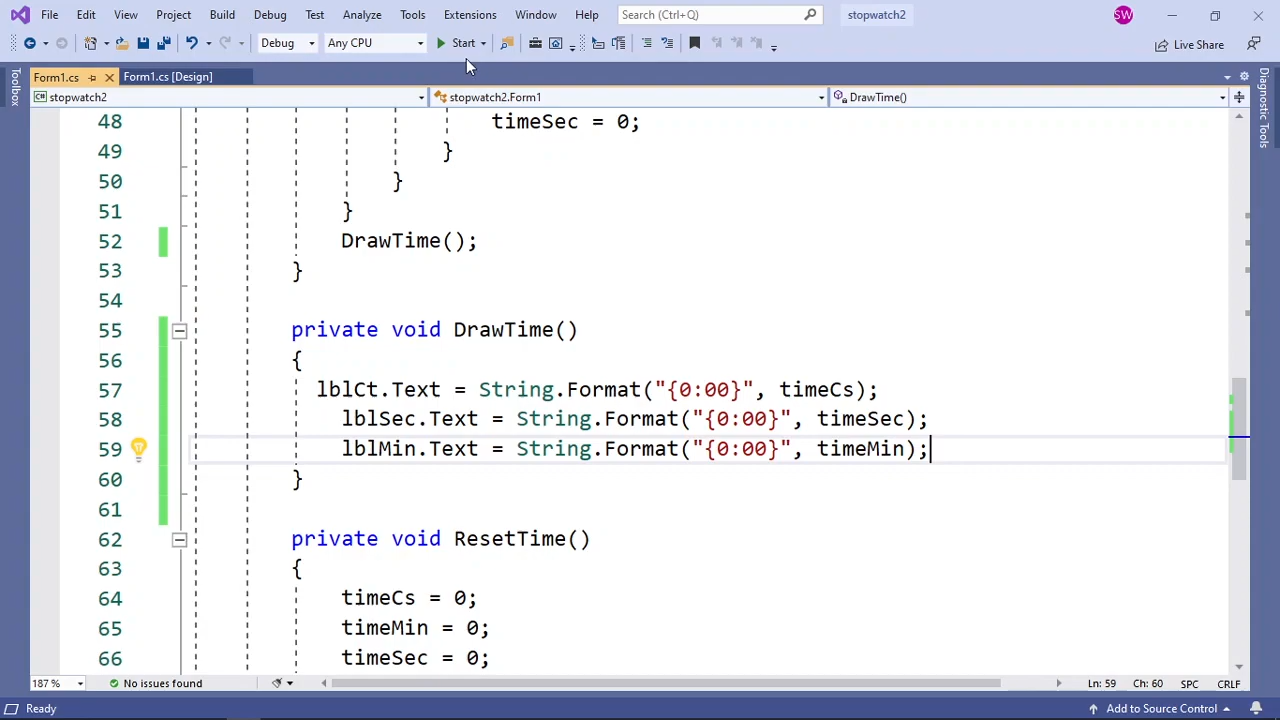 File Edit View Project Build Debug Test Analyze Tools Extensions Window Help Search (Ctrl+Q) stopwatch2 SW
Debug Any CPU Start Live Share
Toolbox
Form1.cs Form1.cs [Design]
Diagnostic Tools
C# stopwatch2 stopwatch2.Form1 DrawTime()
48 timeSec = 0;
49 }
50 }
51 }
52 DrawTime();
53 }
54
55 private void DrawTime()
56 {
57 lblCt.Text = String.Format("{0:00}", timeCs);
58 lblSec.Text = String.Format("{0:00}", timeSec);
59 lblMin.Text = String.Format("{0:00}", timeMin);
60 }
61
62 private void ResetTime()
63 {
64 timeCs = 0;
65 timeMin = 0;
66 timeSec = 0;
187 % No issues found Ln: 59 Ch: 60 SPC CRLF
Ready Add to Source Control